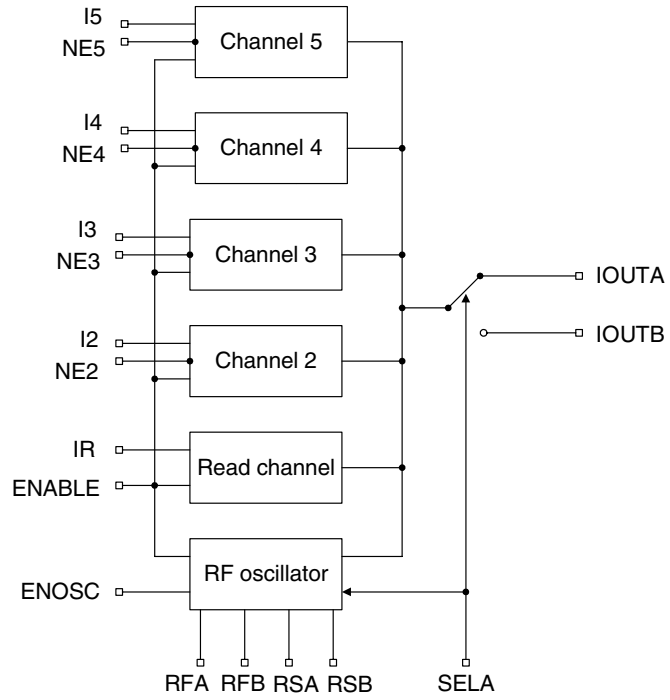 I5
NE5
Channel 5
I4
NE4
Channel 4
I3
NE3
Channel 3
IOUTA
IOUTB
I2
NE2
Channel 2
IR
ENABLE
Read channel
ENOSC
RF oscillator
RFA RFB RSA RSB SELA